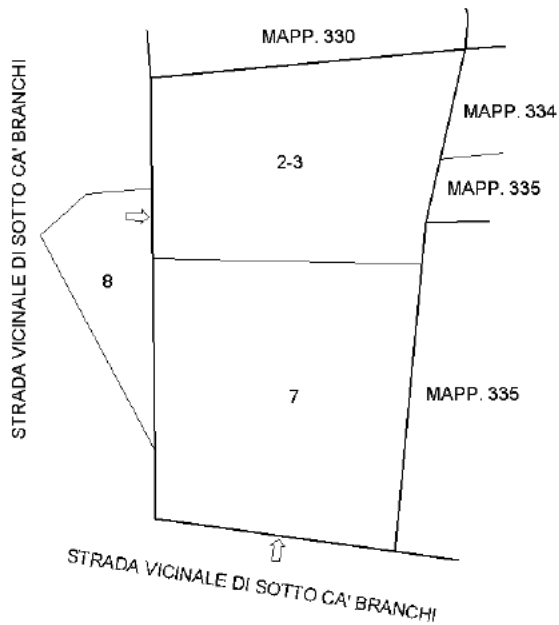 MAPP. 330
STRADA VICINALE DI SOTTO CA' BRANCHI
MAPP. 334
2-3
MAPP. 335
8
7
MAPP. 335
STRADA VICINALE DI SOTTO CA' BRANCHI